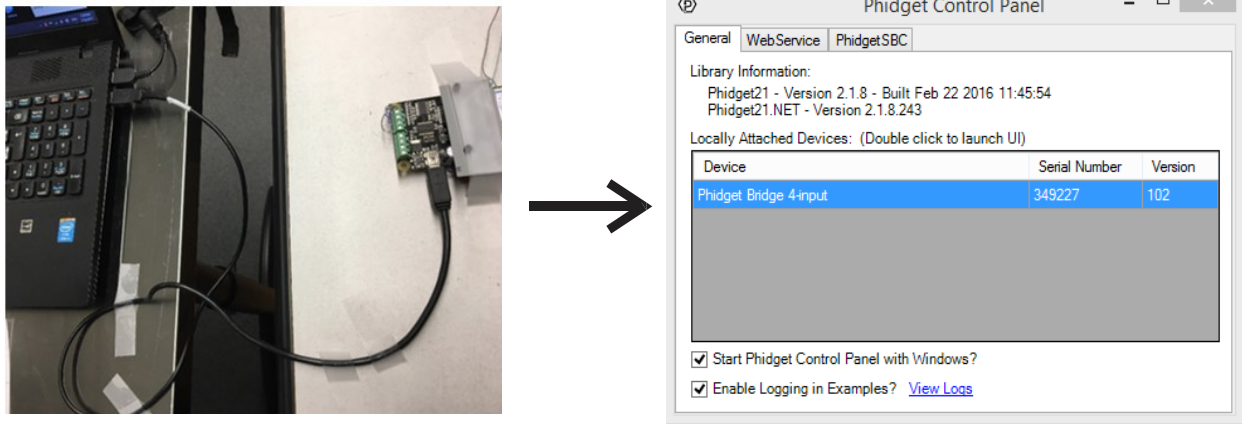 Phidget Control Panel
General WebService PhidgetSBC
Library Information:
Phidget21 - Version 2.1.8 - Built Feb 22 2016 11:45:54
Phidget21.NET - Version 2.1.8.243
Locally Attached Devices: (Double click to launch UI)
Device Serial Number Version
Phidget Bridge 4-input 349227 102
Start Phidget Control Panel with Windows?
Enable Logging in Examples? View Logs